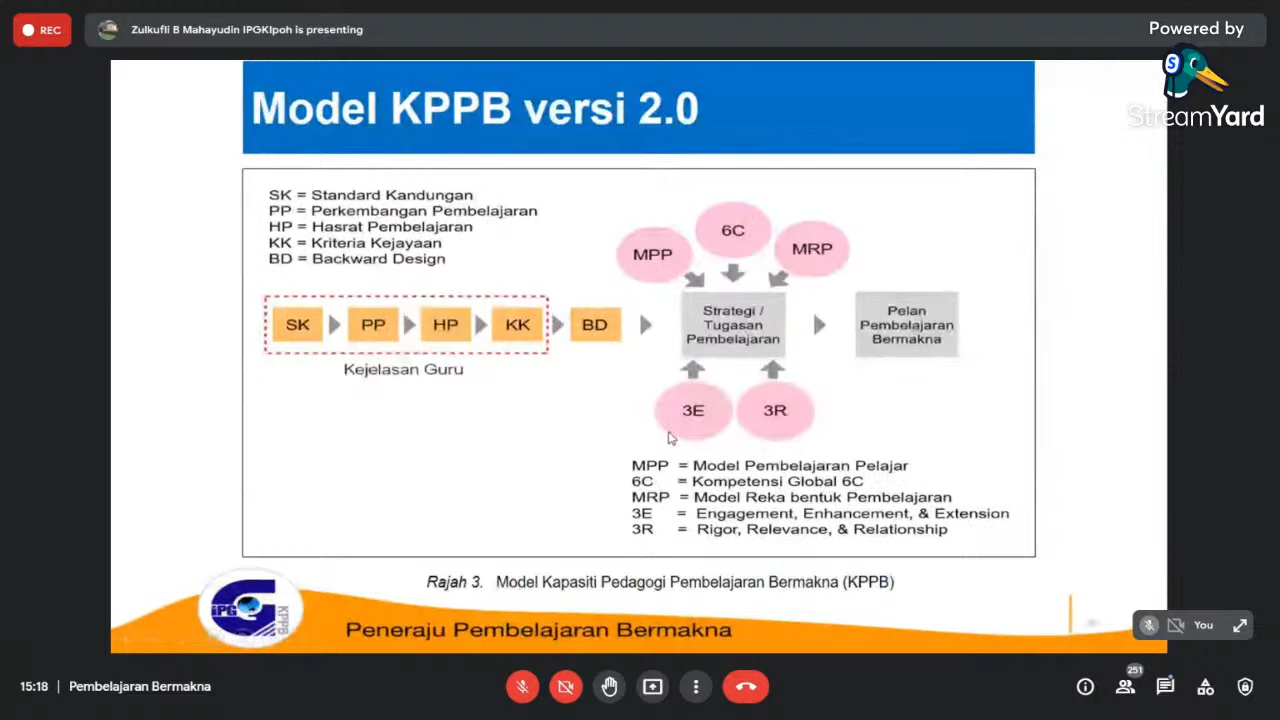 REC
Zulkufli B Mahayudin IPGKIpoh is presenting
Powered by
S
StreamYard
Model KPPB versi 2.0
SK = Standard Kandungan
PP = Perkembangan Pembelajaran
HP = Hasrat Pembelajaran
KK = Kriteria Kejayaan
BD = Backward Design
MPP
6C
MRP
SK
PP
HP
KK
BD
Strategi /
Tugasan
Pembelajaran
Pelan
Pembelajaran
Bermakna
Kejelasan Guru
3E
3R
MPP = Model Pembelajaran Pelajar
6C = Kompetensi Global 6C
MRP = Model Reka bentuk Pembelajaran
3E = Engagement, Enhancement, & Extension
3R = Rigor, Relevance, & Relationship
Rajah 3. Model Kapasiti Pedagogi Pembelajaran Bermakna (KPPB)
iPG
KPPB
Peneraju Pembelajaran Bermakna
You
15:18 | Pembelajaran Bermakna
251